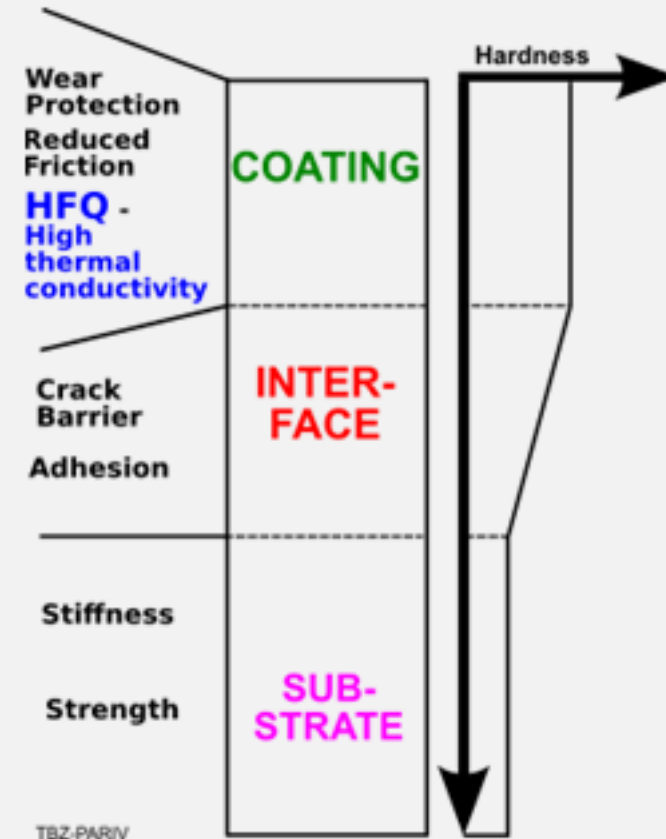 Hardness
Wear
Protection
Reduced
Friction
HFQ -
High
thermal
conductivity
COATING
Crack
Barrier
Adhesion
INTER-
FACE
Stiffness
Strength
SUB-
STRATE
TBZ-PARIV